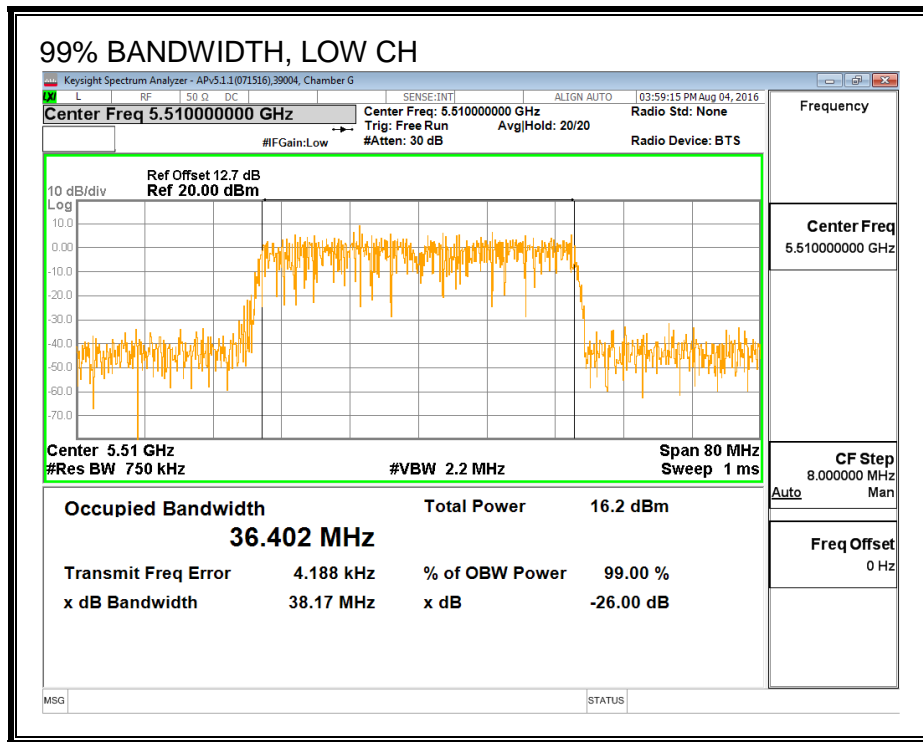 99% BANDWIDTH, LOW CH
Keysight Spectrum Analyzer - APv5.1.1(071516),39004, Chamber G
LXI L RF 50 Ω DC SENSE:INT ALIGN AUTO 03:59:15 PM Aug 04, 2016
Center Freq 5.510000000 GHz
Center Freq: 5.510000000 GHz Radio Std: None
Trig: Free Run Avg|Hold: 20/20
#IFGain:Low #Atten: 30 dB Radio Device: BTS
Frequency
Ref Offset 12.7 dB
10 dB/div Ref 20.00 dBm
Log
10.0
0.00
-10.0
-20.0
-30.0
-40.0
-50.0
-60.0
-70.0
Center 5.51 GHz Span 80 MHz
#Res BW 750 kHz #VBW 2.2 MHz Sweep 1 ms
Center Freq
5.510000000 GHz
CF Step
8.000000 MHz
Auto Man
Freq Offset
0 Hz
Occupied Bandwidth Total Power 16.2 dBm
36.402 MHz
Transmit Freq Error 4.188 kHz % of OBW Power 99.00 %
x dB Bandwidth 38.17 MHz x dB -26.00 dB
MSG STATUS